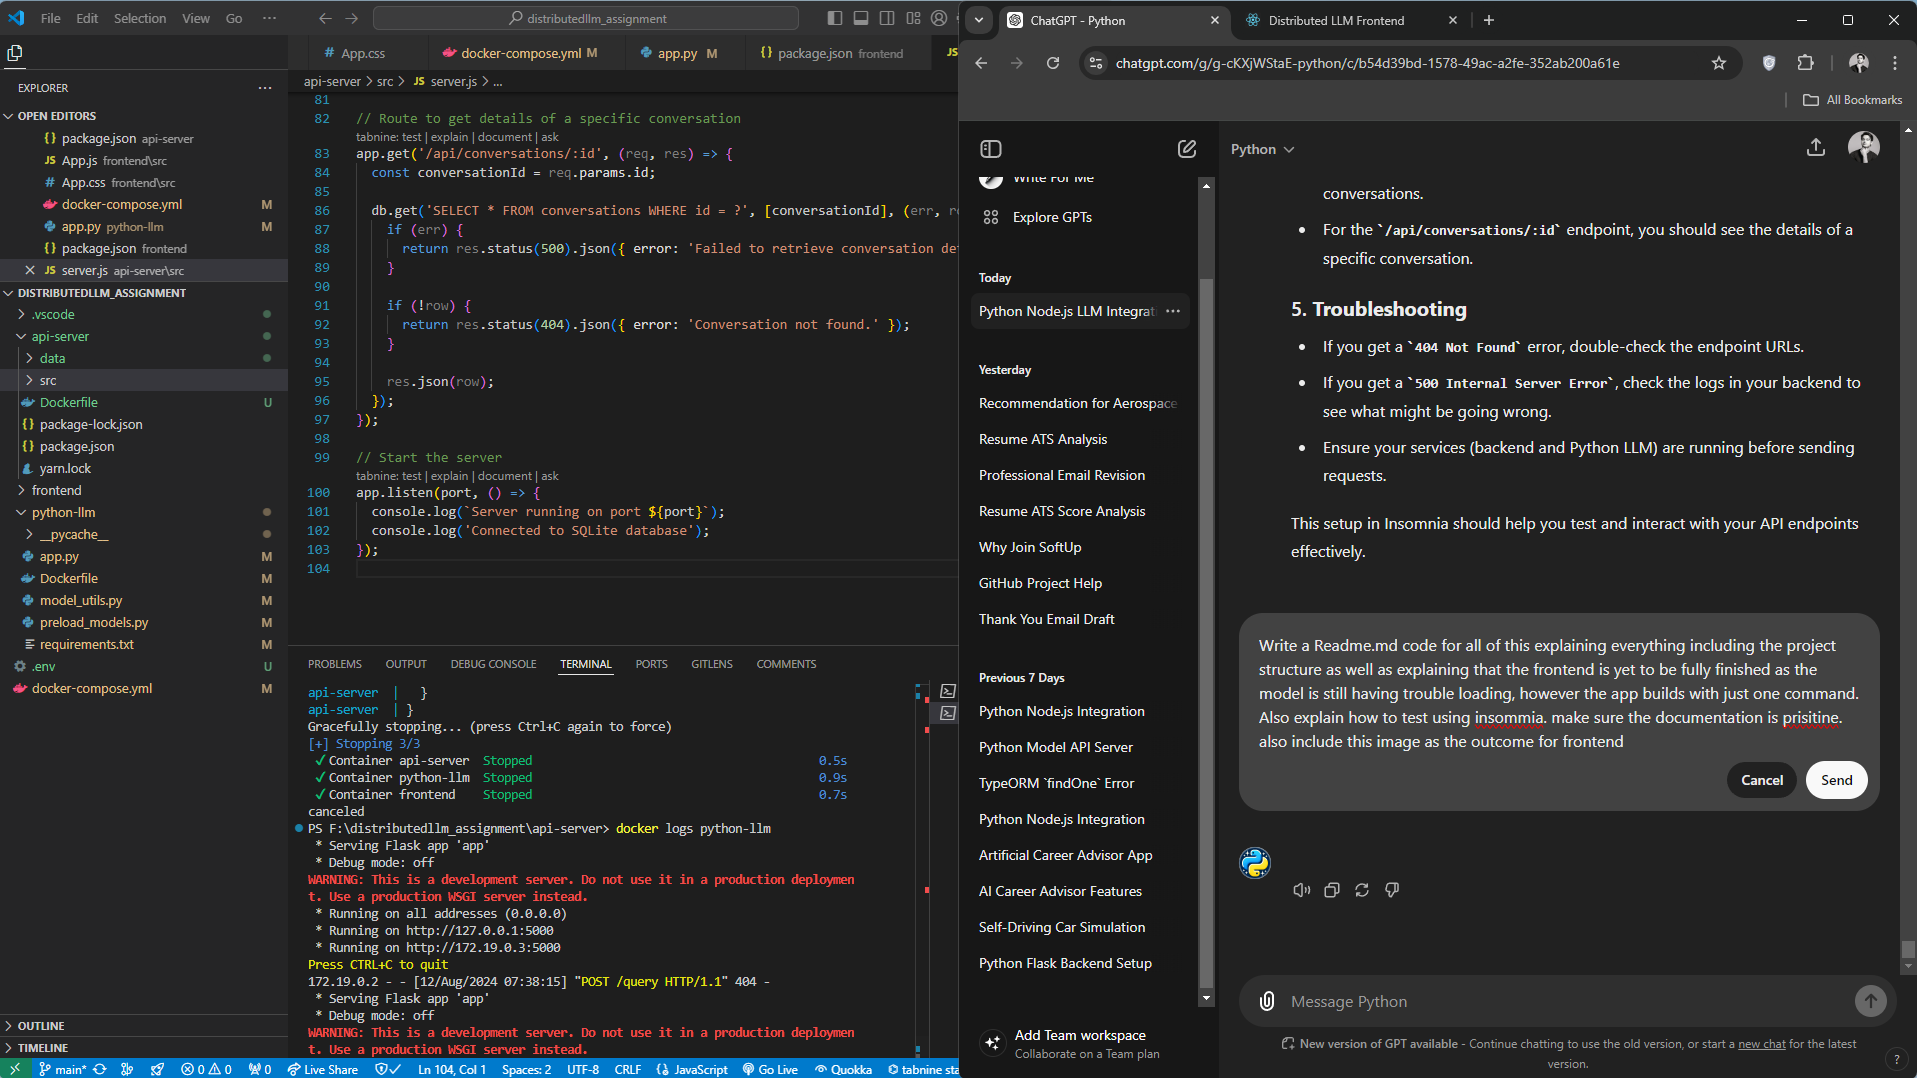 File Edit Selection View Go ···
distributedllm_assignment
EXPLORER
OPEN EDITORS
{} package.json api-server
JS App.js frontend\src
# App.css frontend\src
docker-compose.yml M
app.py python-llm M
{} package.json frontend
JS server.js api-server\src
DISTRIBUTEDLLM_ASSIGNMENT
.vscode
api-server
data
src
Dockerfile U
{} package-lock.json
{} package.json
yarn.lock
frontend
python-llm
__pycache__
app.py M
Dockerfile M
model_utils.py M
preload_models.py M
requirements.txt M
.env U
docker-compose.yml M
OUTLINE
TIMELINE
# App.css docker-compose.yml M app.py M {} package.json frontend JS
api-server > src > JS server.js > ...
81
82 // Route to get details of a specific conversation
tabnine: test | explain | document | ask
83 app.get('/api/conversations/:id', (req, res) => {
84 const conversationId = req.params.id;
85
86 db.get('SELECT * FROM conversations WHERE id = ?', [conversationId], (err, r
87 if (err) {
88 return res.status(500).json({ error: 'Failed to retrieve conversation de
89 }
90
91 if (!row) {
92 return res.status(404).json({ error: 'Conversation not found.' });
93 }
94
95 res.json(row);
96 });
97 });
98
99 // Start the server
tabnine: test | explain | document | ask
100 app.listen(port, () => {
101 console.log(`Server running on port ${port}`);
102 console.log('Connected to SQLite database');
103 });
104
PROBLEMS OUTPUT DEBUG CONSOLE TERMINAL PORTS GITLENS COMMENTS
api-server | }
api-server | }
Gracefully stopping... (press Ctrl+C again to force)
[+] Stopping 3/3
✓Container api-server Stopped 0.5s
✓Container python-llm Stopped 0.9s
✓Container frontend Stopped 0.7s
canceled
PS F:\distributedllm_assignment\api-server> docker logs python-llm
* Serving Flask app 'app'
* Debug mode: off
WARNING: This is a development server. Do not use it in a production deploymen
t. Use a production WSGI server instead.
* Running on all addresses (0.0.0.0)
* Running on http://127.0.0.1:5000
* Running on http://172.19.0.3:5000
Press CTRL+C to quit
172.19.0.2 - - [12/Aug/2024 07:38:15] "POST /query HTTP/1.1" 404 -
* Serving Flask app 'app'
* Debug mode: off
WARNING: This is a development server. Do not use it in a production deploymen
t. Use a production WSGI server instead.
main* 0 0 0 Live Share Ln 104, Col 1 Spaces: 2 UTF-8 CRLF {} JavaScript Go Live Quokka tabnine sta
ChatGPT - Python
Distributed LLM Frontend
chatgpt.com/g/g-cKXjWStaE-python/c/b54d39bd-1578-49ac-a2fe-352ab200a61e
All Bookmarks
Write For Me
Explore GPTs
Today
Python Node.js LLM Integrati ···
Yesterday
Recommendation for Aerospace
Resume ATS Analysis
Professional Email Revision
Resume ATS Score Analysis
Why Join SoftUp
GitHub Project Help
Thank You Email Draft
Previous 7 Days
Python Node.js Integration
Python Model API Server
TypeORM `findOne` Error
Python Node.js Integration
Artificial Career Advisor App
AI Career Advisor Features
Self-Driving Car Simulation
Python Flask Backend Setup
Add Team workspace
Collaborate on a Team plan
Python
conversations.
• For the `/api/conversations/:id` endpoint, you should see the details of a
specific conversation.
5. Troubleshooting
• If you get a `404 Not Found` error, double-check the endpoint URLs.
• If you get a `500 Internal Server Error`, check the logs in your backend to
see what might be going wrong.
• Ensure your services (backend and Python LLM) are running before sending
requests.
This setup in Insomnia should help you test and interact with your API endpoints
effectively.
Write a Readme.md code for all of this explaining everything including the project
structure as well as explaining that the frontend is yet to be fully finished as the
model is still having trouble loading, however the app builds with just one command.
Also explain how to test using insommia. make sure the documentation is prisitine.
also include this image as the outcome for frontend
Cancel Send
Message Python
New version of GPT available - Continue chatting to use the old version, or start a new chat for the latest
version.
?